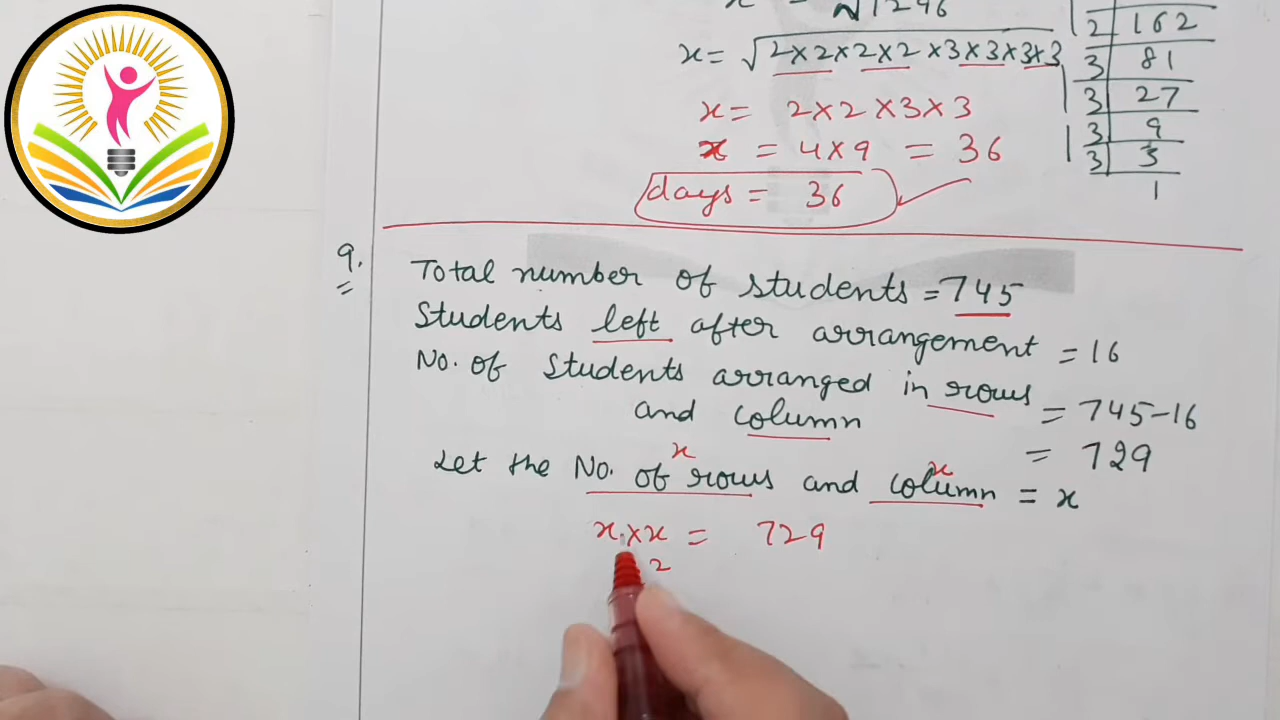 x = √1296
x = √2×2×2×2×3×3×3×3
x = 2×2×3×3
x = 4×9 = 36
days = 36
2 | 162
3 | 81
3 | 27
3 | 9
3 | 3
1
9.
Total number of students = 745
Students left after arrangement = 16
No. of Students arranged in rows
and column = 745-16
= 729
x x
Let the No. of rows and column = x
x×x = 729
2